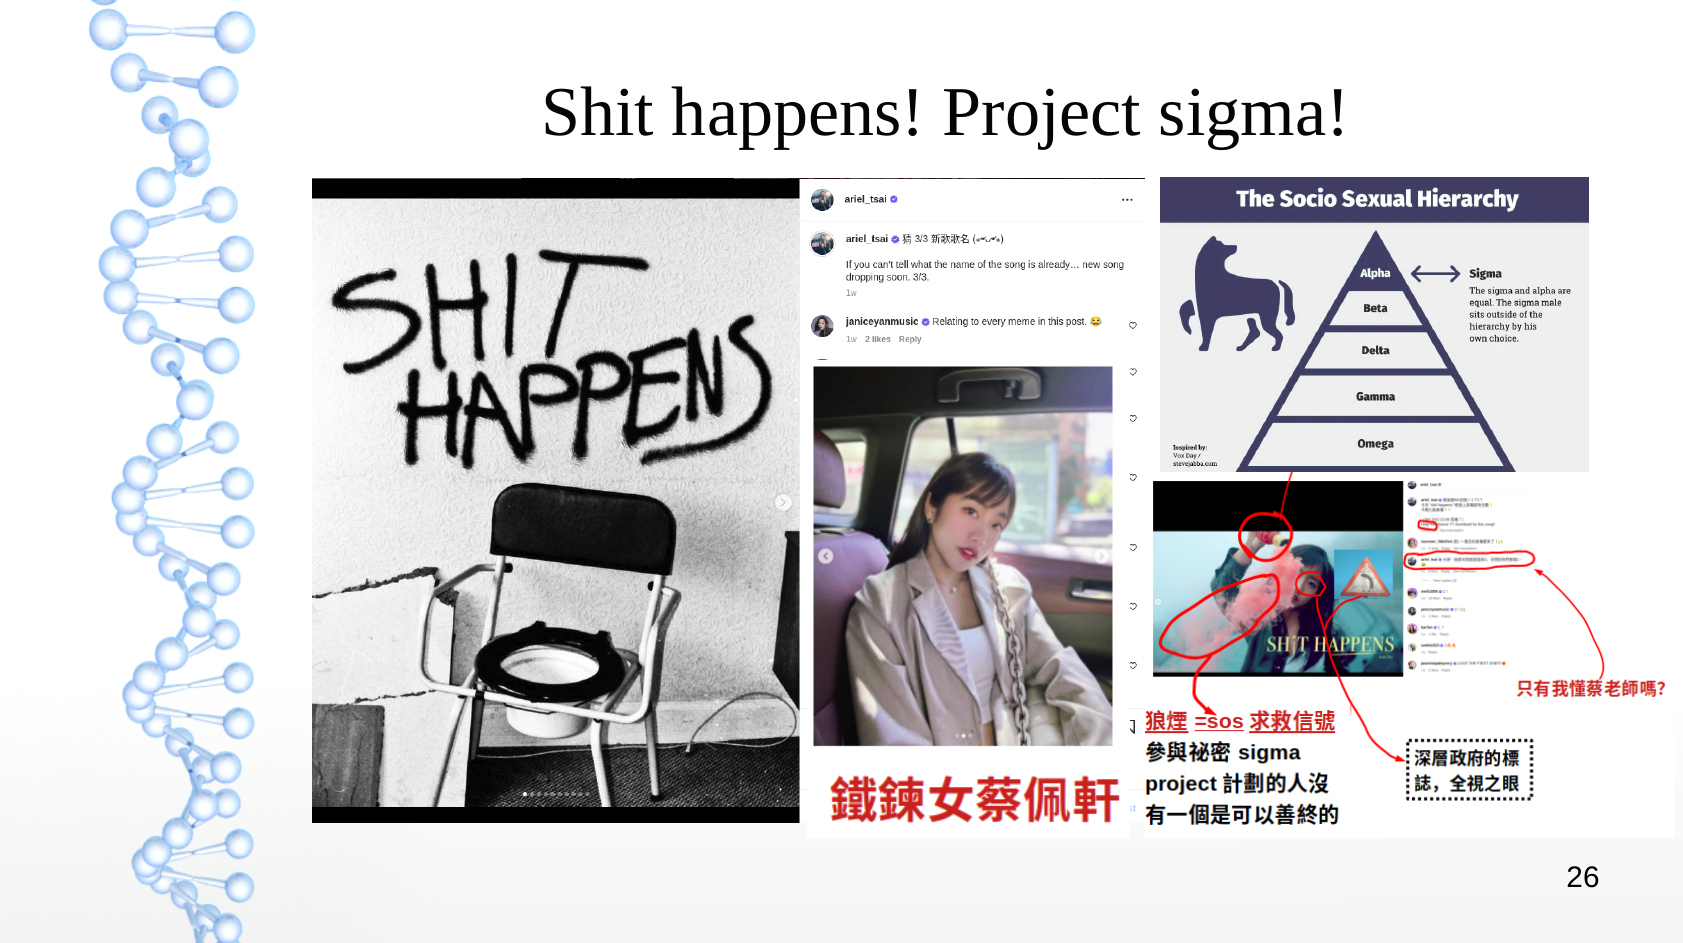 Shit happens! Project sigma!
SHIT
HAPPENS
ariel_tsai
ariel_tsai 猜 3/3 新歌歌名
If you can't tell what the name of the song is already… new song
dropping soon. 3/3.
1w
janiceyanmusic Relating to every meme in this post. 😂
1w 2 likes Reply
鐵鍊女蔡佩軒
The Socio Sexual Hierarchy
Alpha
Beta
Delta
Gamma
Omega
Sigma
The sigma and alpha are
equal. The sigma male
sits outside of the
hierarchy by his
own choice.
Inspired by:
Vox Day /
stevejabba.com
SHIT HAPPENS
只有我懂蔡老師嗎?
狼煙 =sos 求救信號
參與祕密 sigma
project 計劃的人沒
有一個是可以善終的
深層政府的標
誌，全視之眼
26